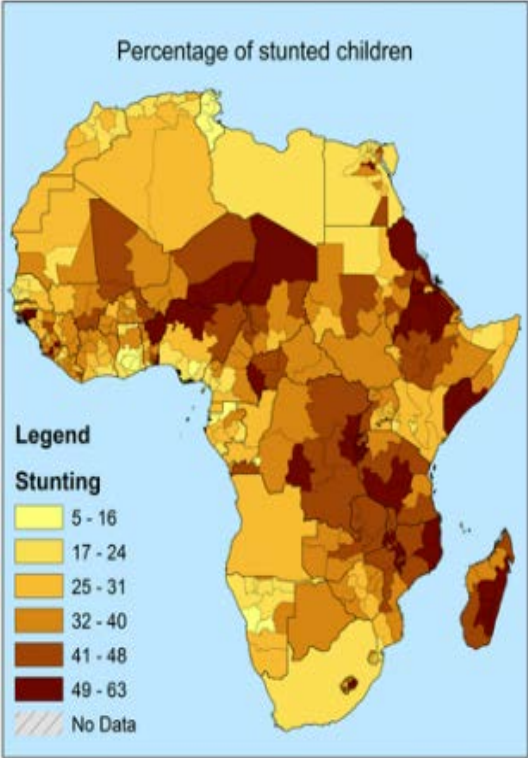 Percentage of stunted children
Legend
Stunting
5 - 16
17 - 24
25 - 31
32 - 40
41 - 48
49 - 63
No Data